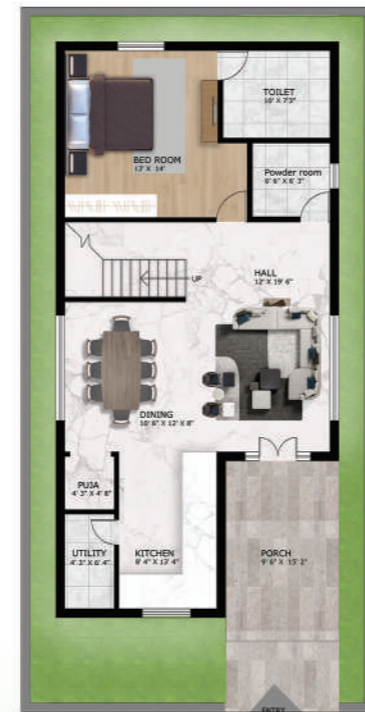 TOILET
10' X 7'3"
BED ROOM
12' X 14'
Powder room
6' 6"X 6' 3"
UP
HALL
12' X 19' 6"
DINING
10' 6" X 12' X 8"
PUJA
4' 3" X 4' 8"
UTILITY
4' 3" X 6' 4"
KITCHEN
8' 4" X 13' 4"
PORCH
9' 6" X 15' 2"
ENTRY